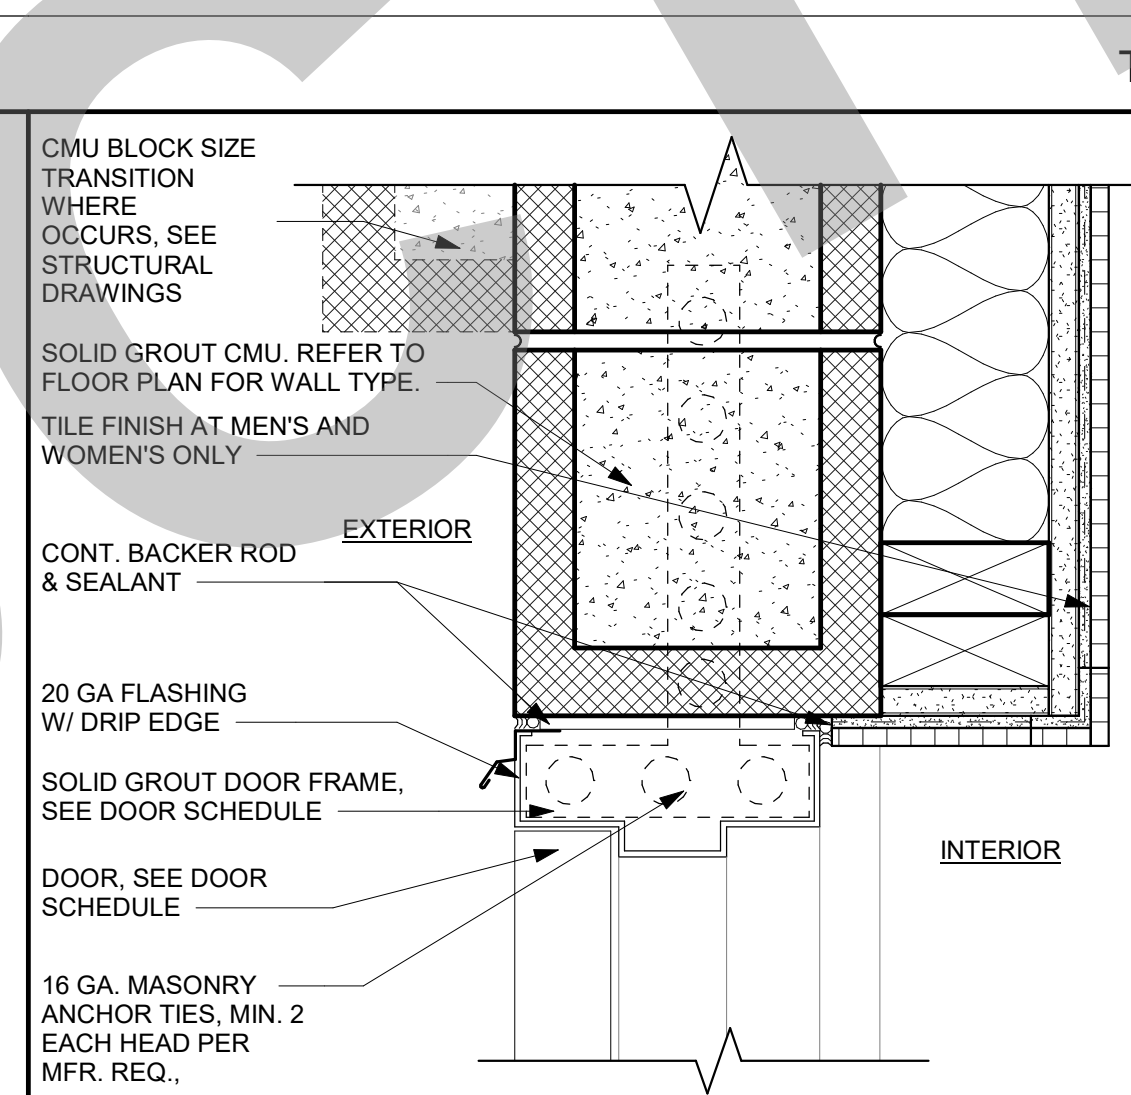 CMU BLOCK SIZE
TRANSITION
WHERE
OCCURS, SEE
STRUCTURAL
DRAWINGS
SOLID GROUT CMU. REFER TO
FLOOR PLAN FOR WALL TYPE.
TILE FINISH AT MEN'S AND
WOMEN'S ONLY
EXTERIOR
CONT. BACKER ROD
& SEALANT
20 GA FLASHING
W/ DRIP EDGE
SOLID GROUT DOOR FRAME,
SEE DOOR SCHEDULE
INTERIOR
DOOR, SEE DOOR
SCHEDULE
16 GA. MASONRY
ANCHOR TIES, MIN. 2
EACH HEAD PER
MFR. REQ.,